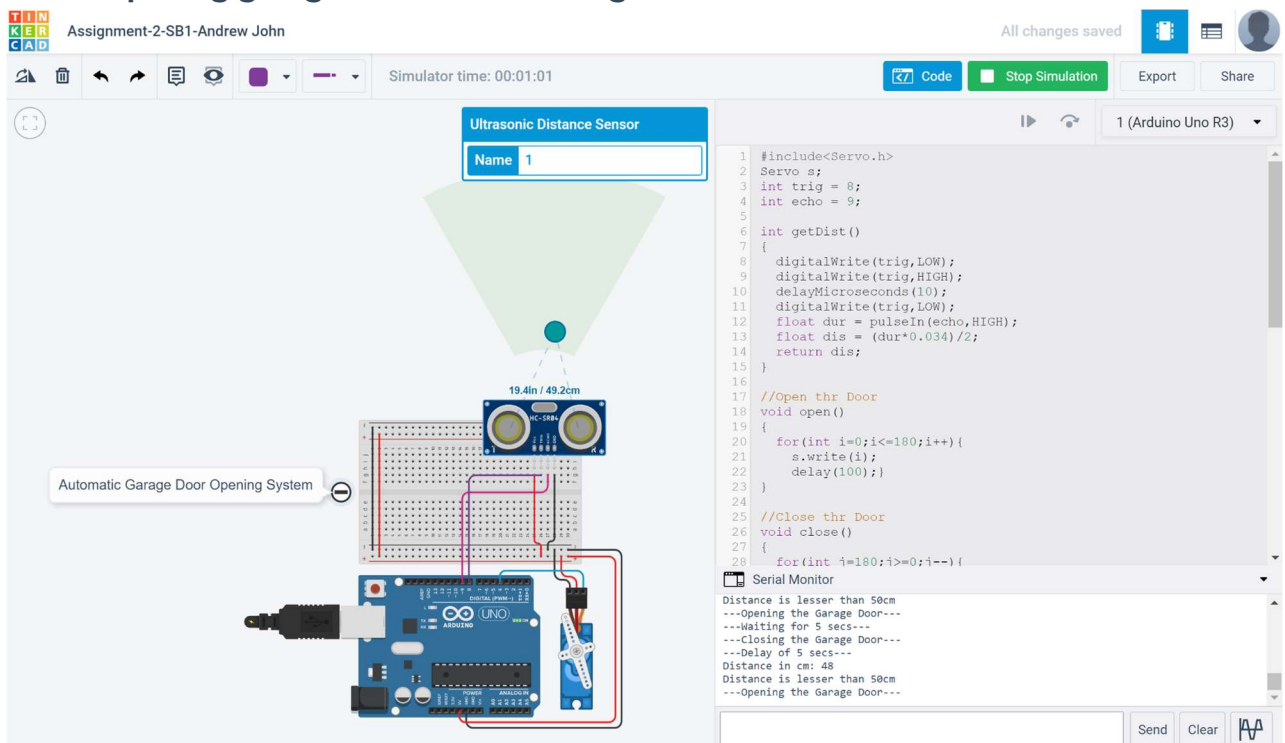 TIN
KER
CAD
Assignment-2-SB1-Andrew John
All changes saved
Simulator time: 00:01:01
Code
Stop Simulation
Export
Share
Ultrasonic Distance Sensor
Name 1
1 (Arduino Uno R3)
1 #include<Servo.h>
2 Servo s;
3 int trig = 8;
4 int echo = 9;
5
6 int getDist()
7 {
8 digitalWrite(trig,LOW);
9 digitalWrite(trig,HIGH);
10 delayMicroseconds(10);
11 digitalWrite(trig,LOW);
12 float dur = pulseIn(echo,HIGH);
13 float dis = (dur*0.034)/2;
14 return dis;
15 }
16
17 //Open thr Door
18 void open()
19 {
20 for(int i=0;i<=180;i++){
21 s.write(i);
22 delay(100);}
23 }
24
25 //Close thr Door
26 void close()
27 {
28 for(int i=180;i>=0;i--){
19.4in / 49.2cm
HC-SR04
T
R
Automatic Garage Door Opening System
DIGITAL (PWM~)
UNO
ARDUINO
POWER
ANALOG IN
Serial Monitor
Distance is lesser than 50cm
---Opening the Garage Door---
---Waiting for 5 secs---
---Closing the Garage Door---
---Delay of 5 secs---
Distance in cm: 48
Distance is lesser than 50cm
---Opening the Garage Door---
Send
Clear